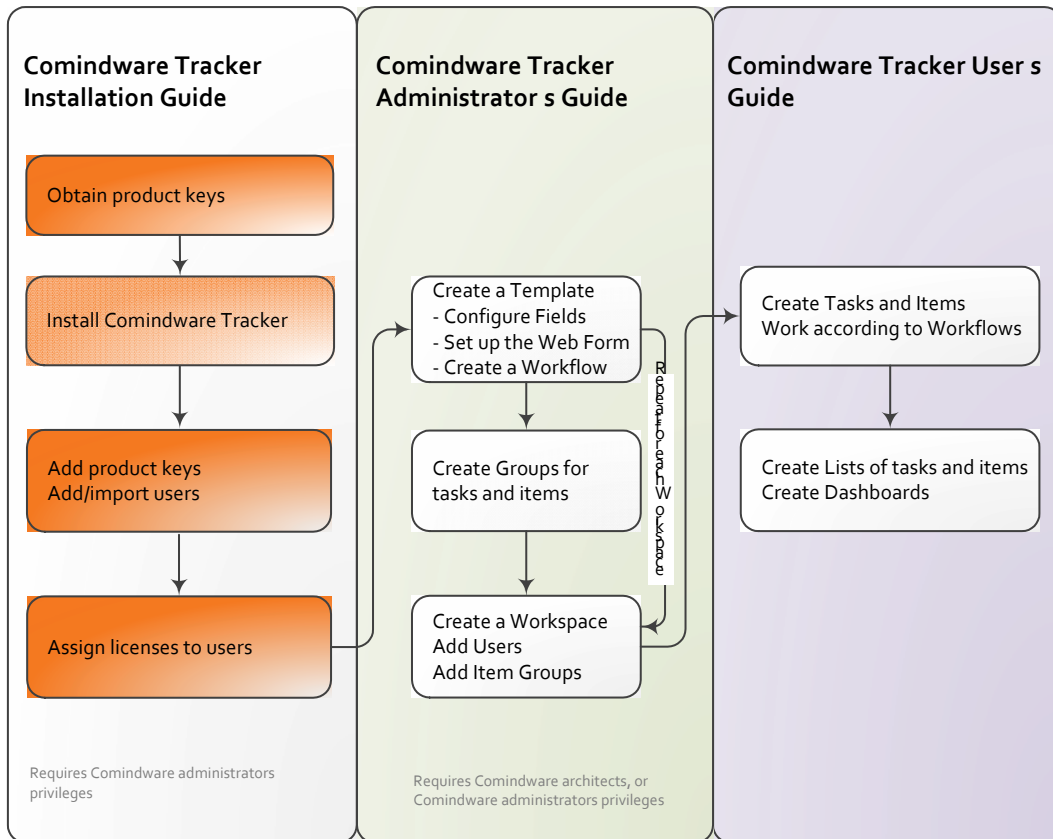 Comindware Tracker
Installation Guide
Obtain product keys
Install Comindware Tracker
Add product keys
Add/import users
Assign licenses to users
Requires Comindware administrators
privileges
Comindware Tracker
Administrator s Guide
Create a Template
- Configure Fields
- Set up the Web Form
- Create a Workflow
Create Groups for
tasks and items
Repeat for each Workspace
Create a Workspace
Add Users
Add Item Groups
Requires Comindware architects, or
Comindware administrators privileges
Comindware Tracker User s
Guide
Create Tasks and Items
Work according to Workflows
Create Lists of tasks and items
Create Dashboards